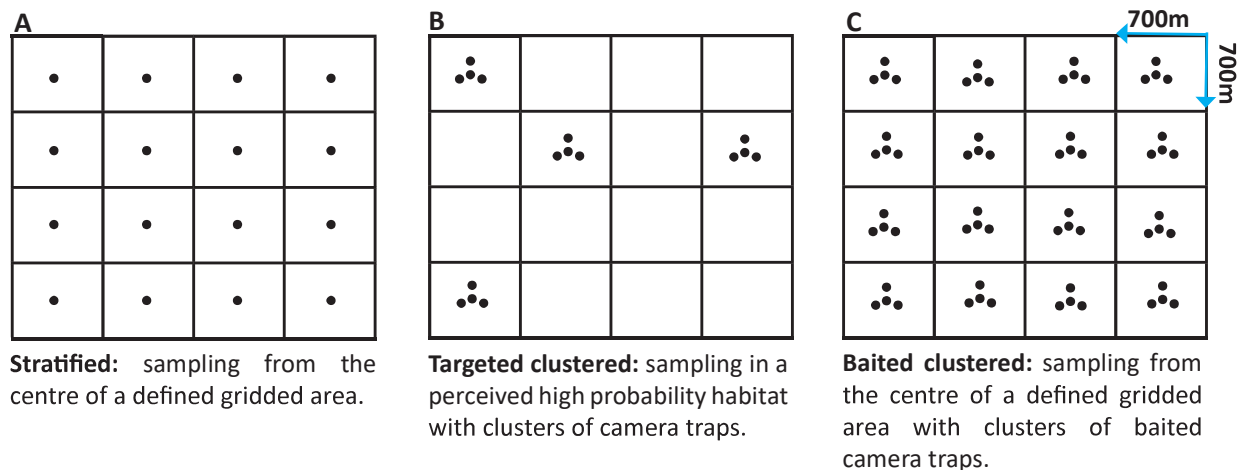 A
B
C
700m
700m
Stratified: sampling from the
centre of a defined gridded area.
Targeted clustered: sampling in a
perceived high probability habitat
with clusters of camera traps.
Baited clustered: sampling from
the centre of a defined gridded
area with clusters of baited
camera traps.